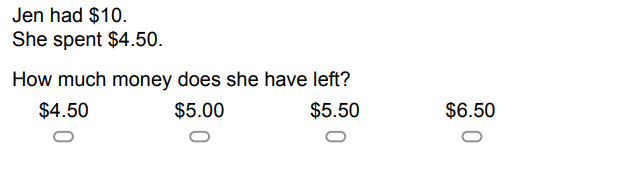 Jen had $10.
She spent $4.50.
How much money does she have left?
$4.50 $5.00 $5.50 $6.50